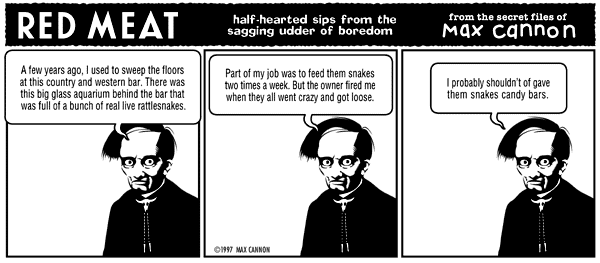 RED MEAT
half-hearted sips from the
sagging udder of boredom
from the secret files of
Max cannon
A few years ago, I used to sweep the floors
at this country and western bar. There was
this big glass aquarium behind the bar that
was full of a bunch of real live rattlesnakes.
Part of my job was to feed them snakes
two times a week. But the owner fired me
when they all went crazy and got loose.
©1997 MAX CANNON
I probably shouldn't of gave
them snakes candy bars.